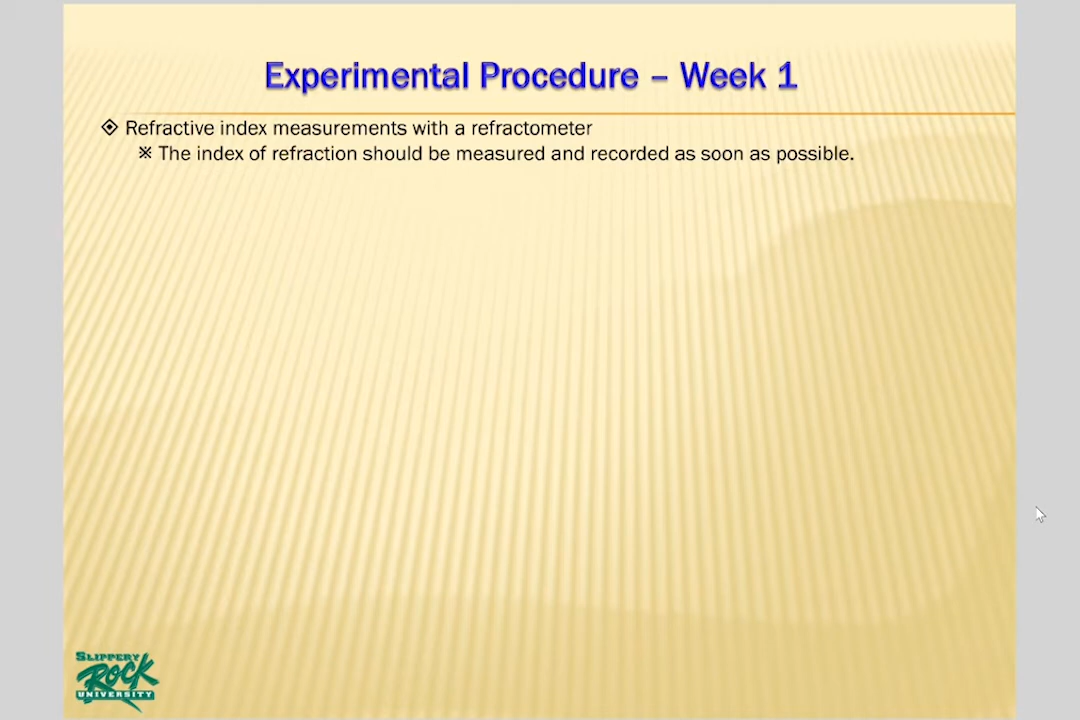 Experimental Procedure – Week 1
Refractive index measurements with a refractometer
※ The index of refraction should be measured and recorded as soon as possible.
SLIPPERY
ROCK
UNIVERSITY